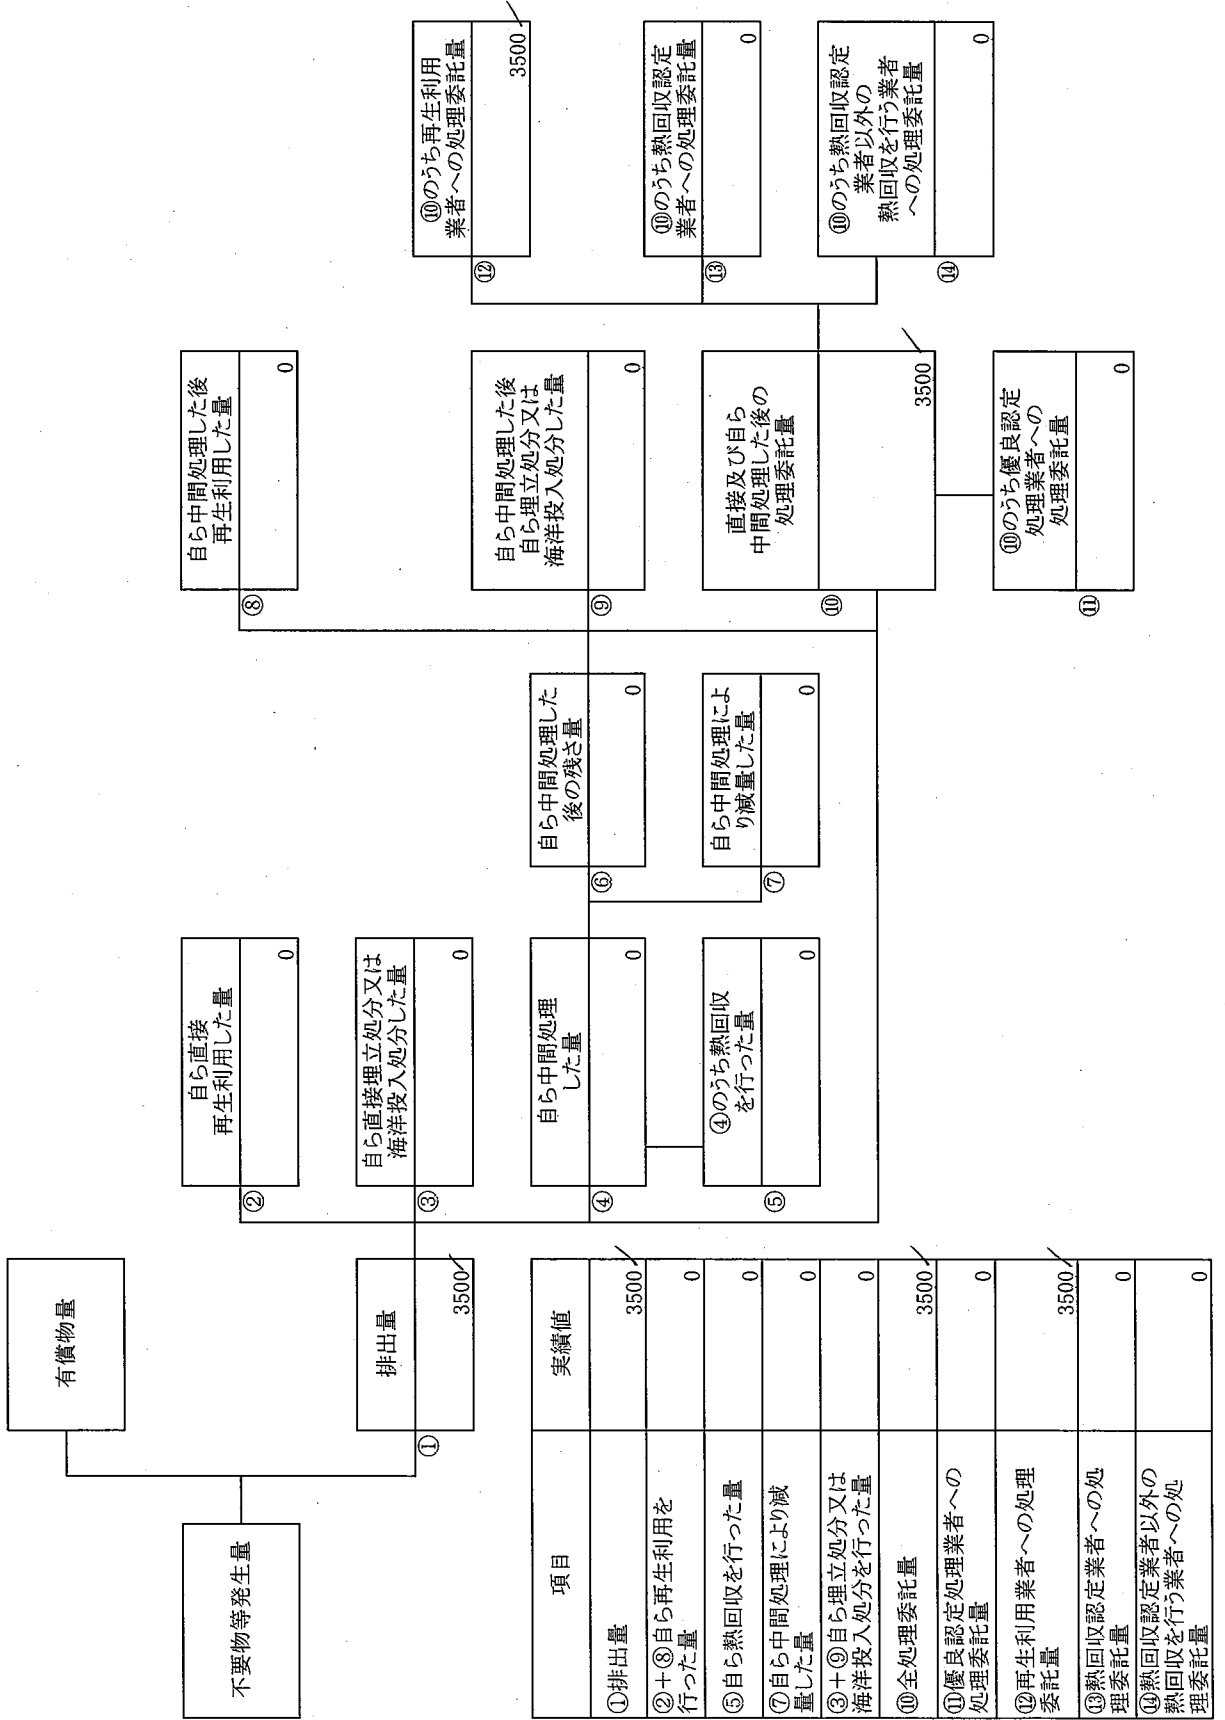 不要物等発生量
有償物量
排出量
①
3500
②
自ら直接
再生利用した量
0
③
自ら直接埋立処分又は
海洋投入処分した量
0
④
自ら中間処理
した量
0
⑤
④のうち熱回収
を行った量
0
⑥
自ら中間処理した
後の残さ量
0
⑦
自ら中間処理によ
り減量した量
0
⑧
自ら中間処理した後
再生利用した量
0
⑨
自ら中間処理した後
自ら埋立処分又は
海洋投入処分した量
0
⑩
直接及び自ら
中間処理した後の
処理委託量
3500
⑪
⑩のうち優良認定
処理業者への
処理委託量
0
⑫
⑩のうち再生利用
業者への処理委託量
3500
⑬
⑩のうち熱回収認定
業者への処理委託量
0
⑭
⑩のうち熱回収認定
業者以外の
熱回収を行う業者
への処理委託量
0
項目 実績値
①排出量 3500
②+⑧自ら再生利用を
行った量 0
⑤自ら熱回収を行った量 0
⑦自ら中間処理により減
量した量 0
③+⑨自ら埋立処分又は
海洋投入処分を行った量 0
⑩全処理委託量 3500
⑪優良認定処理業者への
処理委託量 0
⑫再生利用業者への処理
委託量 3500
⑬熱回収認定業者への処
理委託量 0
⑭熱回収認定業者以外の
熱回収を行う業者への処
理委託量 0